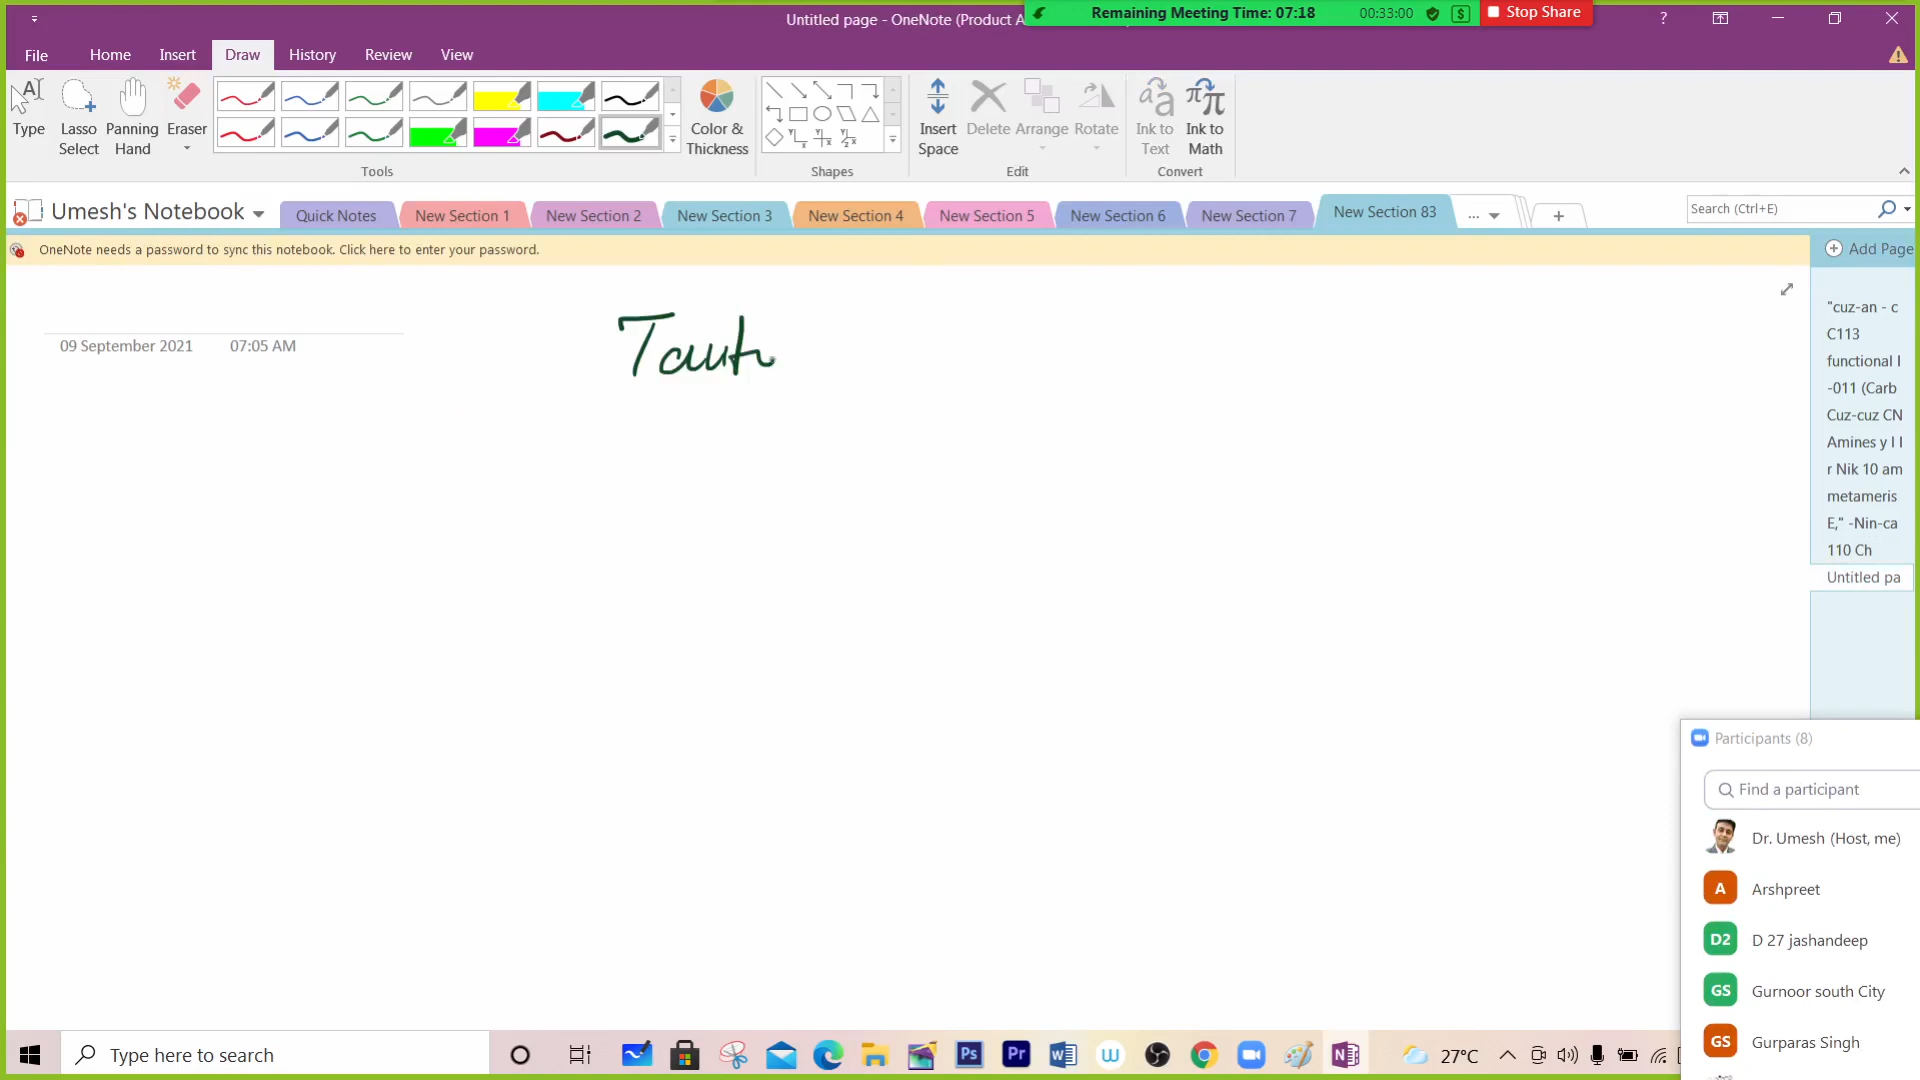 Untitled page - OneNote (Product A
Remaining Meeting Time: 07:18
00:33:00
$
Stop Share
?
File
Home
Insert
Draw
History
Review
View
Type
Lasso
Select
Panning
Hand
Eraser
Color &
Thickness
Insert
Space
Delete
Arrange
Rotate
Ink to
Text
Ink to
Math
Tools
Shapes
Edit
Convert
Umesh's Notebook
Quick Notes
New Section 1
New Section 2
New Section 3
New Section 4
New Section 5
New Section 6
New Section 7
New Section 83
...
Search (Ctrl+E)
OneNote needs a password to sync this notebook. Click here to enter your password.
Add Page
09 September 2021
07:05 AM
Taut
"cuz-an - c
C113
functional I
-011 (Carb
Cuz-cuz CN
Amines y I I
r Nik 10 am
metameris
E," -Nin-ca
110 Ch
Untitled pa
Participants (8)
Find a participant
Dr. Umesh (Host, me)
A
Arshpreet
D2
D 27 jashandeep
GS
Gurnoor south City
GS
Gurparas Singh
Type here to search
Ps
Pr
W
N
27°C